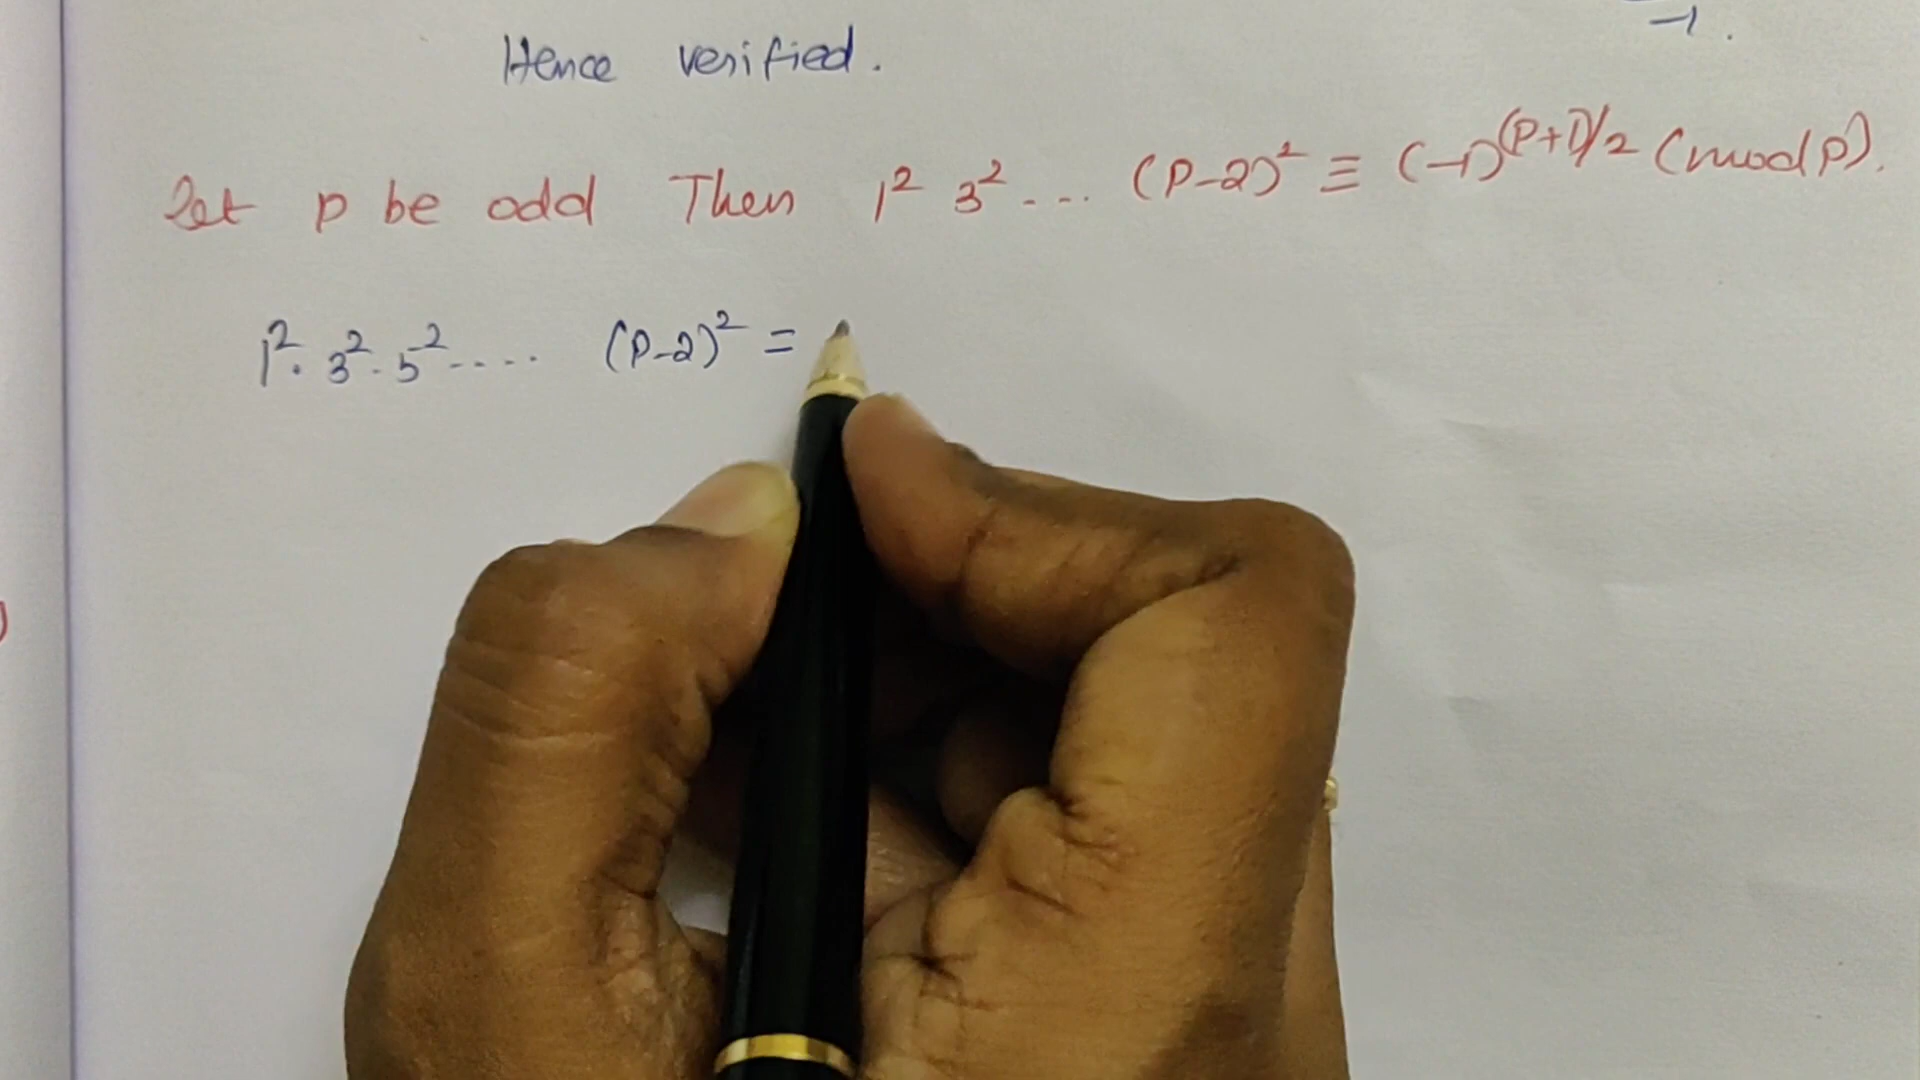 -1.
Hence verified.
Let p be odd Then 1² 3² ... (p-2)² ≡ (-1)^(p+1)/2 (mod p).
1² . 3² . 5² .... (p-2)² =